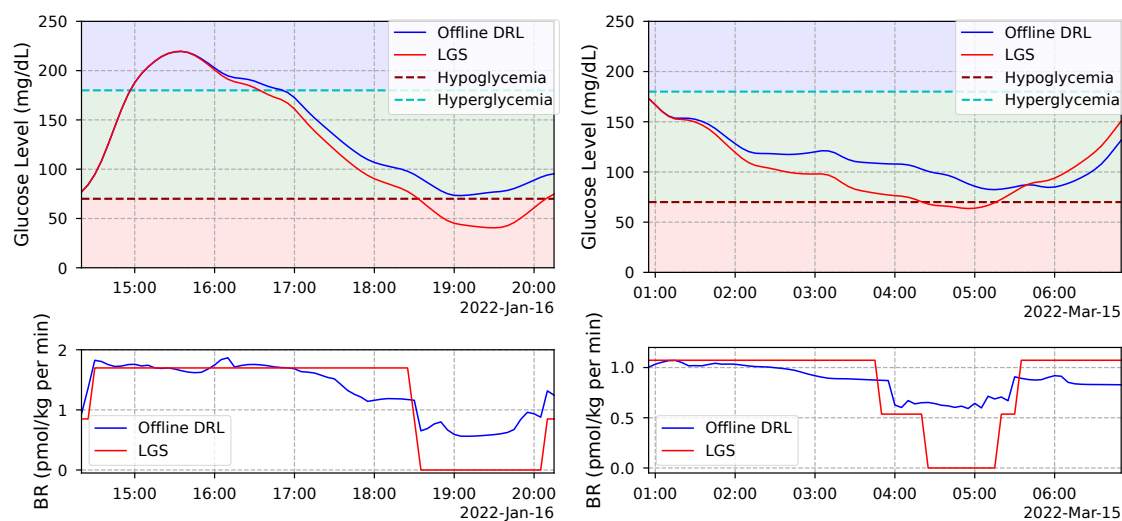 Glucose Level (mg/dL)
250
200
150
100
50
0
Offline DRL
LGS
Hypoglycemia
Hyperglycemia
15:00 16:00 17:00 18:00 19:00 20:00
2022-Jan-16
Glucose Level (mg/dL)
250
200
150
100
50
0
Offline DRL
LGS
Hypoglycemia
Hyperglycemia
01:00 02:00 03:00 04:00 05:00 06:00
2022-Mar-15
BR (pmol/kg per min)
2
1
0
Offline DRL
LGS
15:00 16:00 17:00 18:00 19:00 20:00
2022-Jan-16
BR (pmol/kg per min)
1.0
0.5
0.0
Offline DRL
LGS
01:00 02:00 03:00 04:00 05:00 06:00
2022-Mar-15